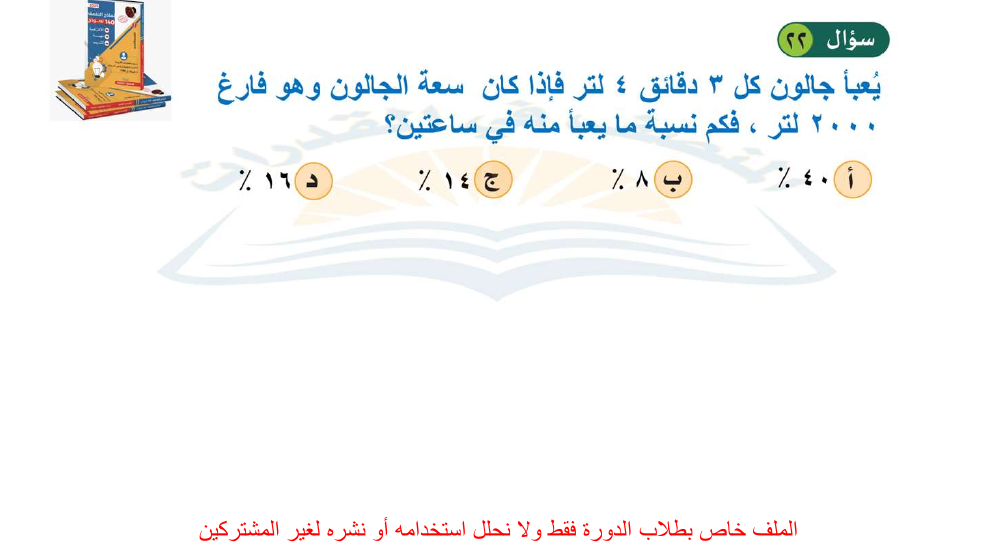 سؤال ٢٢
يُعبأ جالون كل ٣ دقائق ٤ لتر فإذا كان سعة الجالون وهو فارغ
٢٠٠٠ لتر ، فكم نسبة ما يعبأ منه في ساعتين؟
أ ٤٠ ٪ ب ٨ ٪ ج ١٤ ٪ د ١٦ ٪
الملف خاص بطلاب الدورة فقط ولا نحلل استخدامه أو نشره لغير المشتركين